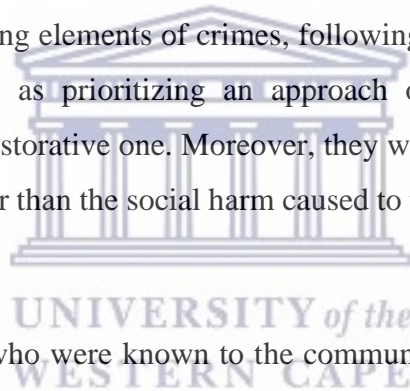 ng elements of crimes, following
as prioritizing an approach
storative one. Moreover, they w
r than the social harm caused to
UNIVERSITY of the
who were known to the commun
WESTERN CAPE